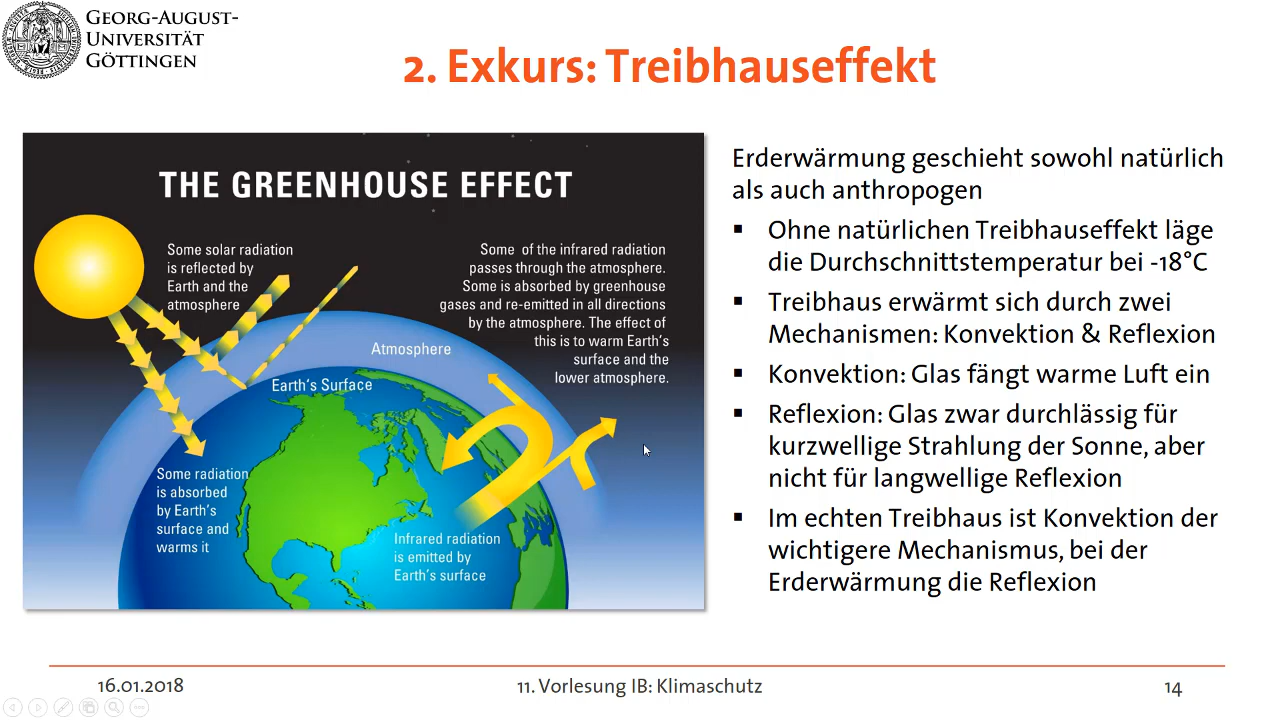 GEORG-AUGUST-
UNIVERSITÄT
GÖTTINGEN
2. Exkurs: Treibhauseffekt
THE GREENHOUSE EFFECT
Some solar radiation
is reflected by
Earth and the
atmosphere
Some of the infrared radiation
passes through the atmosphere.
Some is absorbed by greenhouse
gases and re-emitted in all directions
by the atmosphere. The effect of
this is to warm Earth's
surface and the
lower atmosphere.
Atmosphere
Earth's Surface
Some radiation
is absorbed
by Earth's
surface and
warms it
Infrared radiation
is emitted by
Earth's surface
Erderwärmung geschieht sowohl natürlich
als auch anthropogen
▪ Ohne natürlichen Treibhauseffekt läge
die Durchschnittstemperatur bei -18°C
▪ Treibhaus erwärmt sich durch zwei
Mechanismen: Konvektion & Reflexion
▪ Konvektion: Glas fängt warme Luft ein
▪ Reflexion: Glas zwar durchlässig für
kurzwellige Strahlung der Sonne, aber
nicht für langwellige Reflexion
▪ Im echten Treibhaus ist Konvektion der
wichtigere Mechanismus, bei der
Erderwärmung die Reflexion
16.01.2018
11. Vorlesung IB: Klimaschutz
14